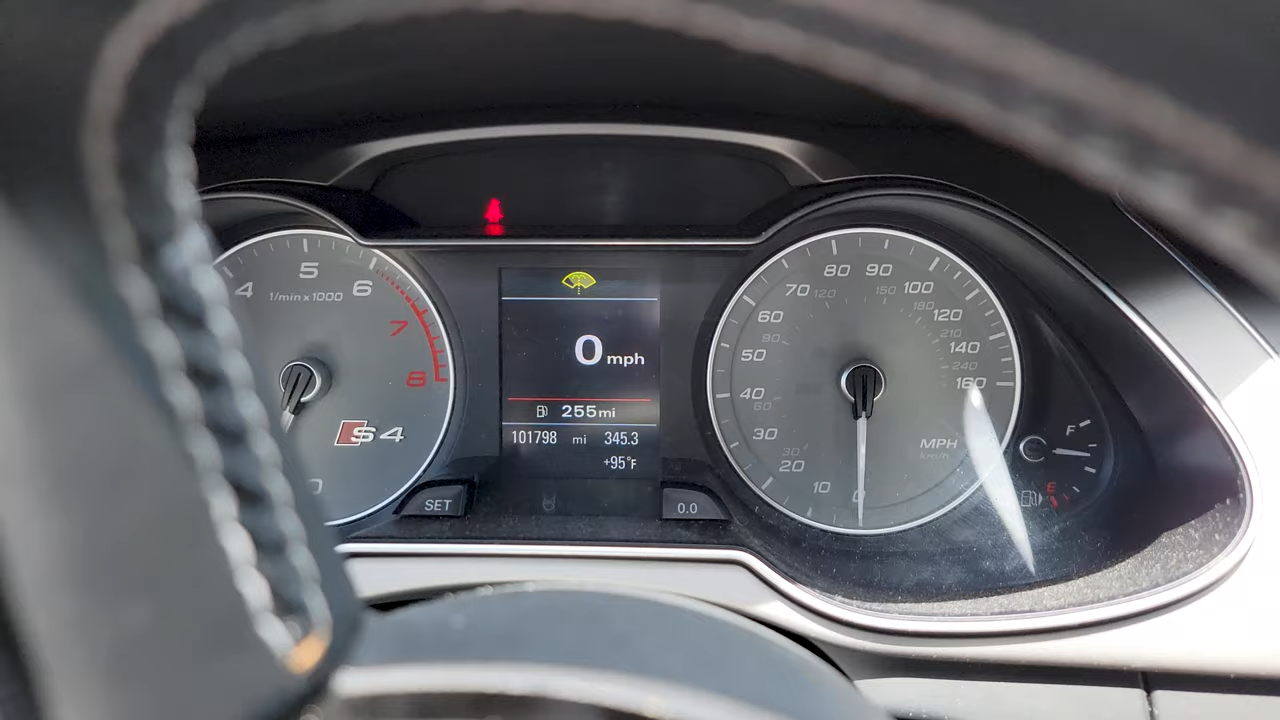 4
5
6
7
8
1/min x 1000
S4
0 mph
255mi
101798 mi 345.3
+95°F
SET
0.0
0
10
20
30
40
50
60
70
80
90
100
120
140
160
30
60
90
120
150
180
210
240
MPH
km/h
F
E